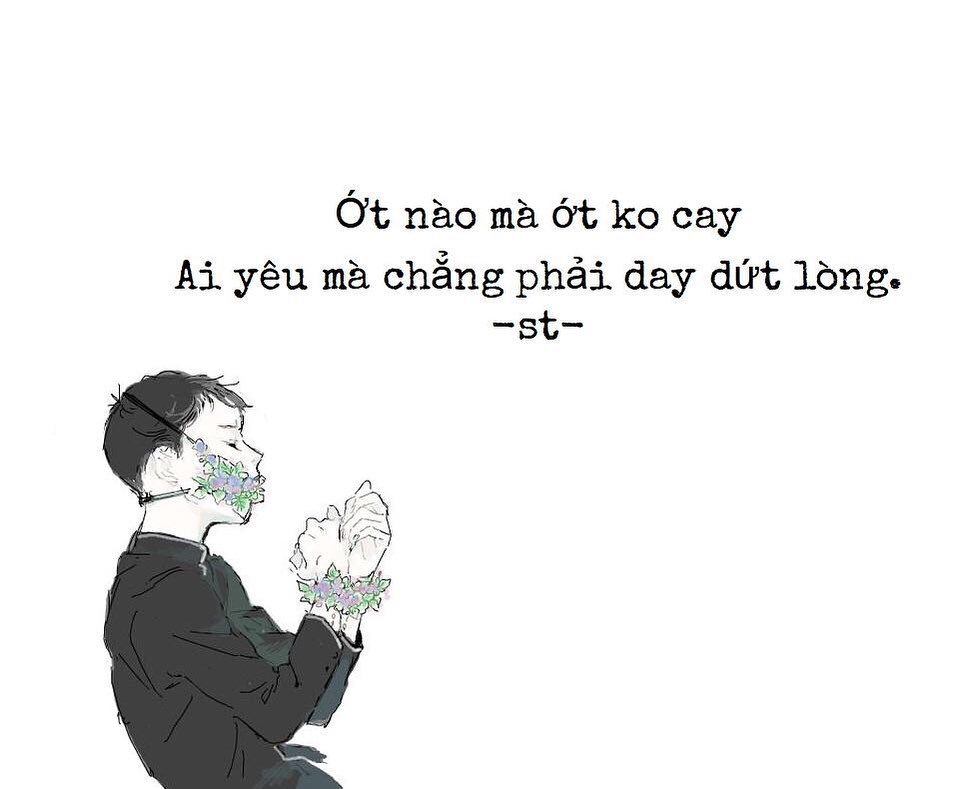 Ớt nào mà ớt ko cay
Ai yêu mà chẳng phải day dứt lòng.
-st-